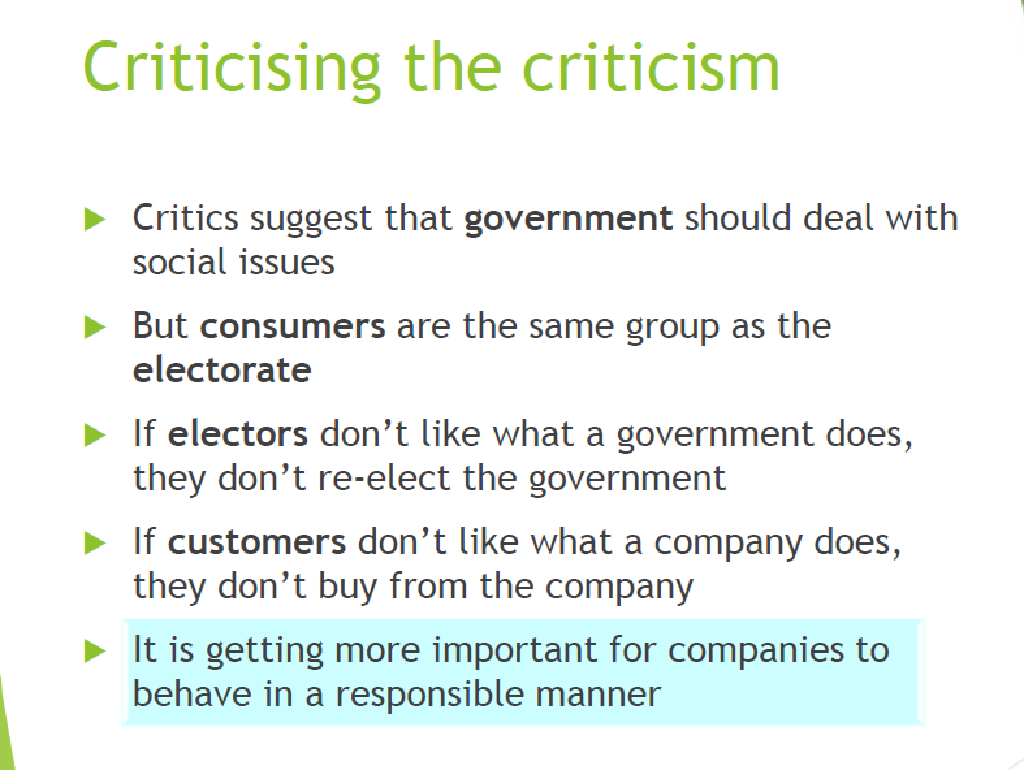 Criticising the criticism
Critics suggest that government should deal with
social issues
But consumers are the same group as the
electorate
If electors don’t like what a government does,
they don’t re-elect the government
If customers don’t like what a company does,
they don’t buy from the company
It is getting more important for companies to
behave in a responsible manner